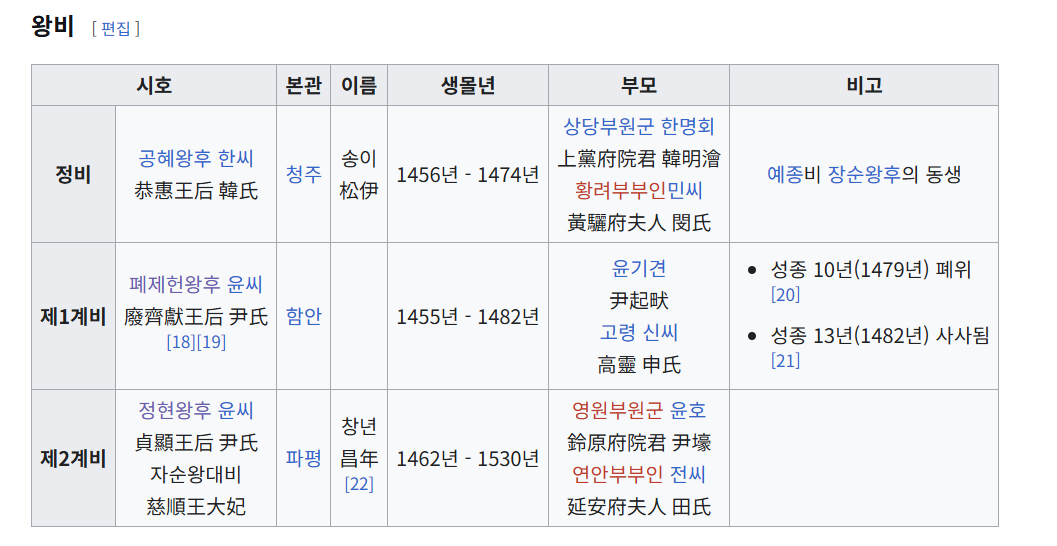 왕비 [ 편집 ]
시호 본관 이름 생몰년 부모 비고
정비
공혜왕후 한씨
恭惠王后 韓氏
청주
송이
松伊
1456년 - 1474년
상당부원군 한명회
上黨府院君 韓明澮
황려부부인민씨
黃驪府夫人 閔氏
예종비 장순왕후의 동생
제1계비
폐제헌왕후 윤씨
廢齊獻王后 尹氏
[18][19]
함안
1455년 - 1482년
윤기견
尹起畎
고령 신씨
高靈 申氏
• 성종 10년(1479년) 폐위
[20]
• 성종 13년(1482년) 사사됨
[21]
제2계비
정현왕후 윤씨
貞顯王后 尹氏
자순왕대비
慈順王大妃
파평
창년
昌年
[22]
1462년 - 1530년
영원부원군 윤호
鈴原府院君 尹壕
연안부부인 전씨
延安府夫人 田氏